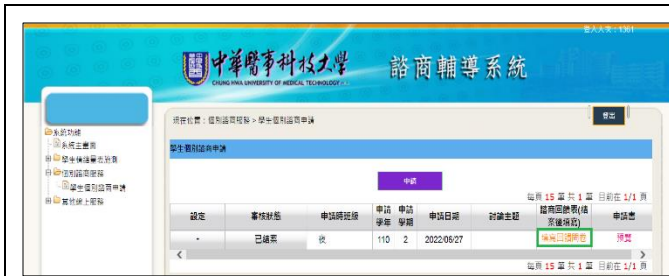 登入人次：1361
中華醫事科技大學
CHUNG HWA UNIVERSITY OF MEDICAL TECHNOLOGY
諮商輔導系統
現在位置：個別諮商服務 > 學生個別諮商申請
登出
系統功能
系統主畫面
學生個別諮商申請
申請
學生情緒量表施測
個別諮商服務
學生個別諮商申請
其他線上服務
每頁 15 筆 共 1 筆 目前在 1/1 頁
設定 審核狀態 申請時班級 申請學年 申請學期 申請日期 討論主題 諮商回饋表(結案後填寫) 申請書
- 已結案 夜 110 2 2022/06/27 填寫回饋問卷 預覽
每頁 15 筆 共 1 筆 目前在 1/1 頁